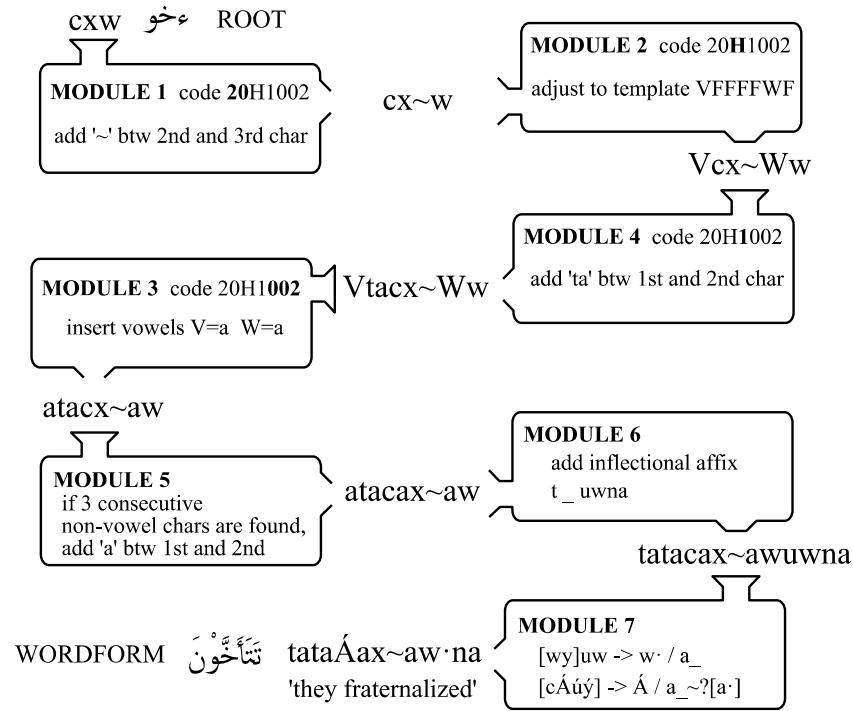 cxw ءخو ROOT
MODULE 1 code 20H1002
add '~' btw 2nd and 3rd char
cx~w
MODULE 2 code 20H1002
adjust to template VFFFFWF
Vcx~Ww
MODULE 4 code 20H1002
add 'ta' btw 1st and 2nd char
Vtacx~Ww
MODULE 3 code 20H1002
insert vowels V=a W=a
atacx~aw
MODULE 5
if 3 consecutive
non-vowel chars are found,
add 'a' btw 1st and 2nd
atacax~aw
MODULE 6
add inflectional affix
t _ uwna
tatacax~awuwna
MODULE 7
[wy]uw -> w· / a_
[cÁúý] -> Á / a_~?[a·]
WORDFORM تَتَأَخَّوْنَ tataÁax~aw·na
'they fraternalized'